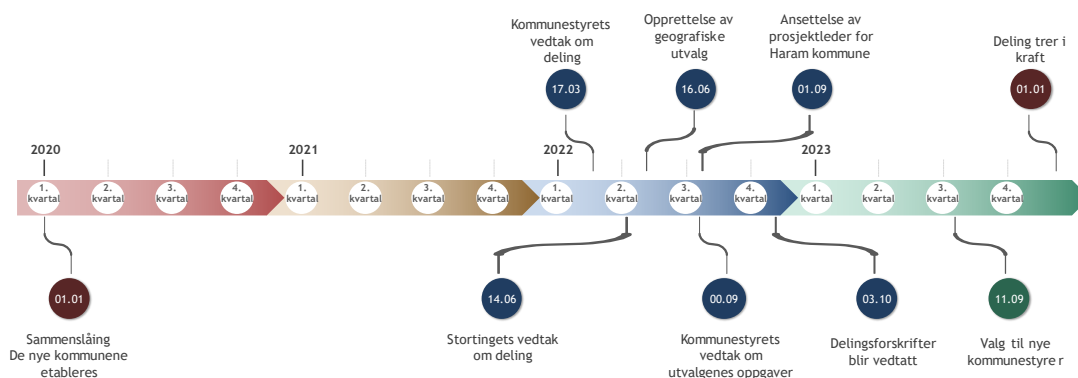 Kommunestyrets
vedtak om
deling
17.03
Opprettelse av
geografiske
utvalg
16.06
Ansettelse av
prosjektleder for
Haram kommune
01.09
Deling trer i
kraft
01.01
2020
2021
2022
2023
1.
kvartal
2.
kvartal
3.
kvartal
4.
kvartal
1.
kvartal
2.
kvartal
3.
kvartal
4.
kvartal
1.
kvartal
2.
kvartal
3.
kvartal
4.
kvartal
1.
kvartal
2.
kvartal
3.
kvartal
4.
kvartal
01.01
Sammenslåing
De nye kommunene
etableres
14.06
Stortingets vedtak
om deling
00.09
Kommunestyrets
vedtak om
utvalgenes oppgaver
03.10
Delingsforskrifter
blir vedtatt
11.09
Valg til nye
kommunestyrer